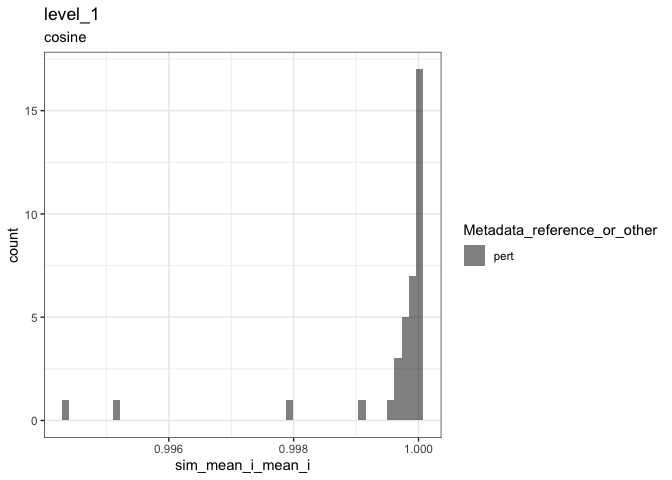 level_1
cosine
15
10
5
0
count
0.996
0.998
1.000
sim_mean_i_mean_i
Metadata_reference_or_other
pert